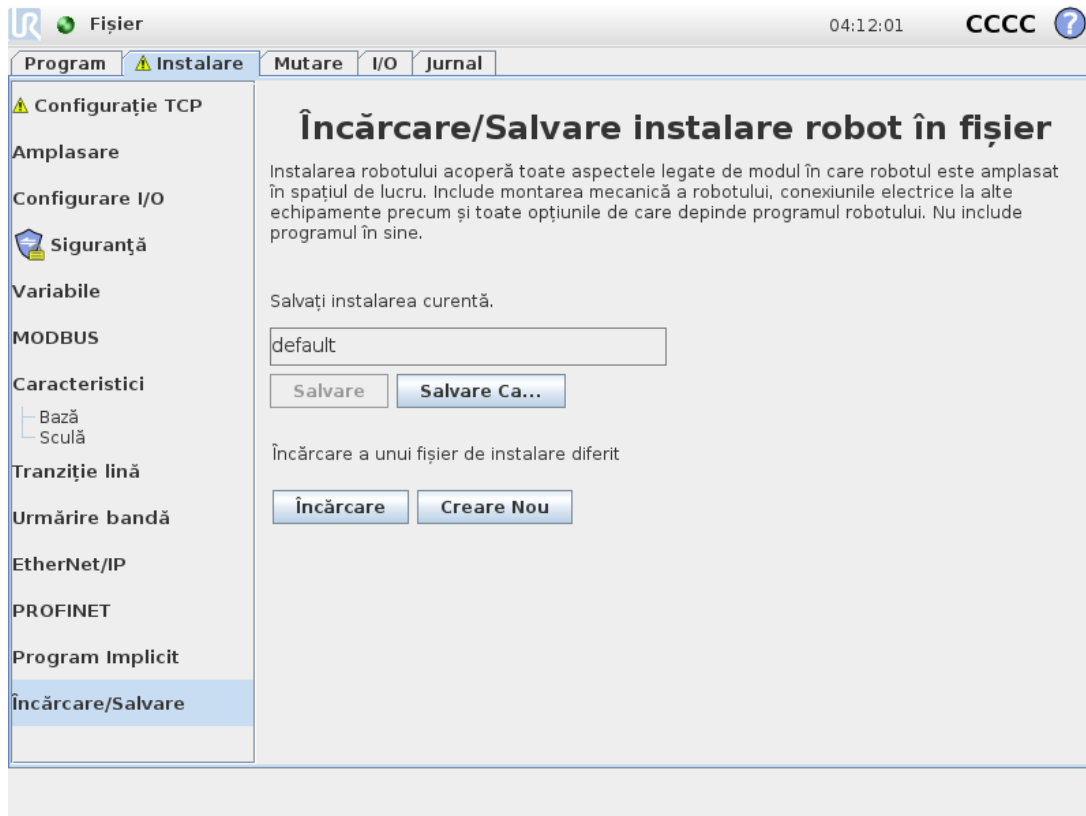 UR Fișier 04:12:01 CCCC ?
Program Instalare Mutare I/O Jurnal
Configurație TCP
Amplasare
Configurare I/O
Siguranță
Variabile
MODBUS
Caracteristici
Bază
Sculă
Tranziție lină
Urmărire bandă
EtherNet/IP
PROFINET
Program Implicit
Încărcare/Salvare
Încărcare/Salvare instalare robot în fișier
Instalarea robotului acoperă toate aspectele legate de modul în care robotul este amplasat
în spațiul de lucru. Include montarea mecanică a robotului, conexiunile electrice la alte
echipamente precum și toate opțiunile de care depinde programul robotului. Nu include
programul în sine.
Salvați instalarea curentă.
default
Salvare Salvare Ca...
Încărcare a unui fișier de instalare diferit
Încărcare Creare Nou